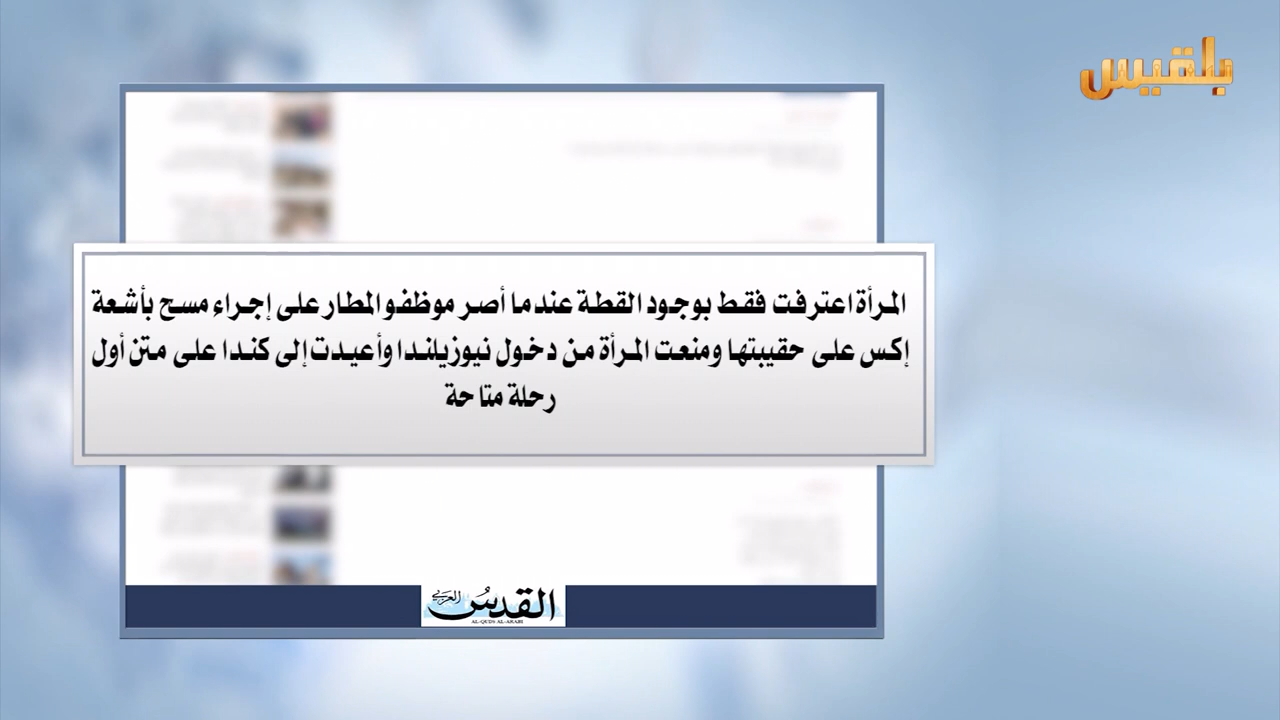 بلقيس
المرأة اعترفت فقط بوجود القطة عندما أصر موظفو المطار على إجراء مسح بأشعة
إكس على حقيبتها ومنعت المرأة من دخول نيوزيلندا وأعيدت إلى كندا على متن أول
رحلة متاحة
القدس العربي
AL-QUDS AL-ARABI